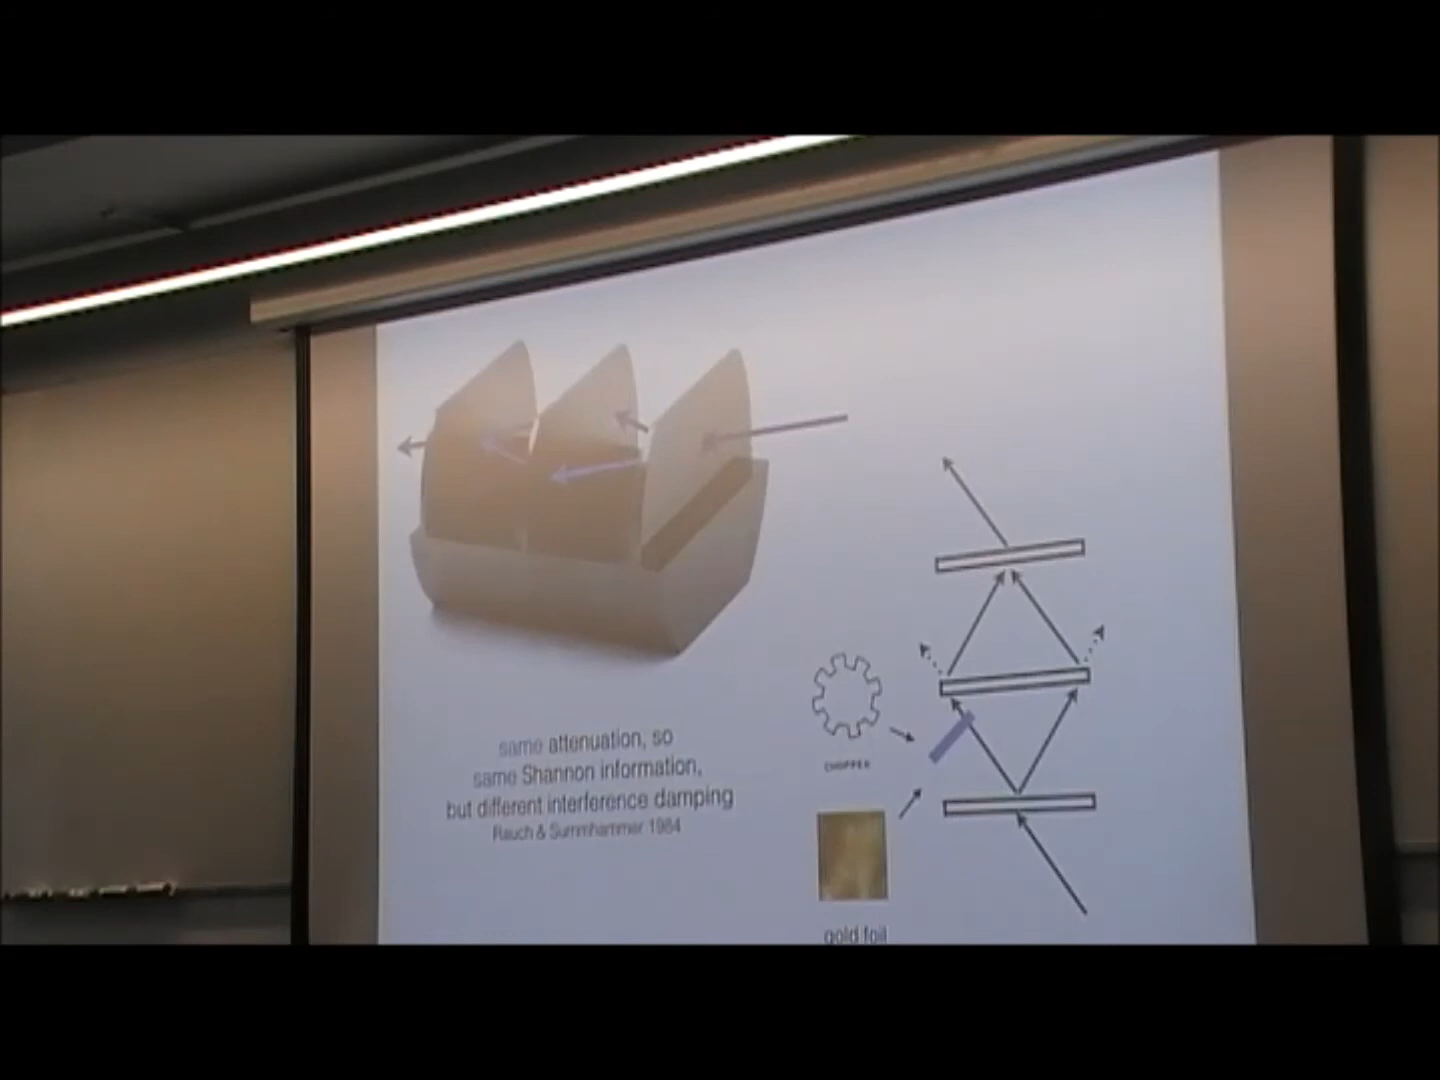 same attenuation, so
same Shannon information,
but different interference damping
Rauch & Summhammer 1984
CHOPPER
gold foil